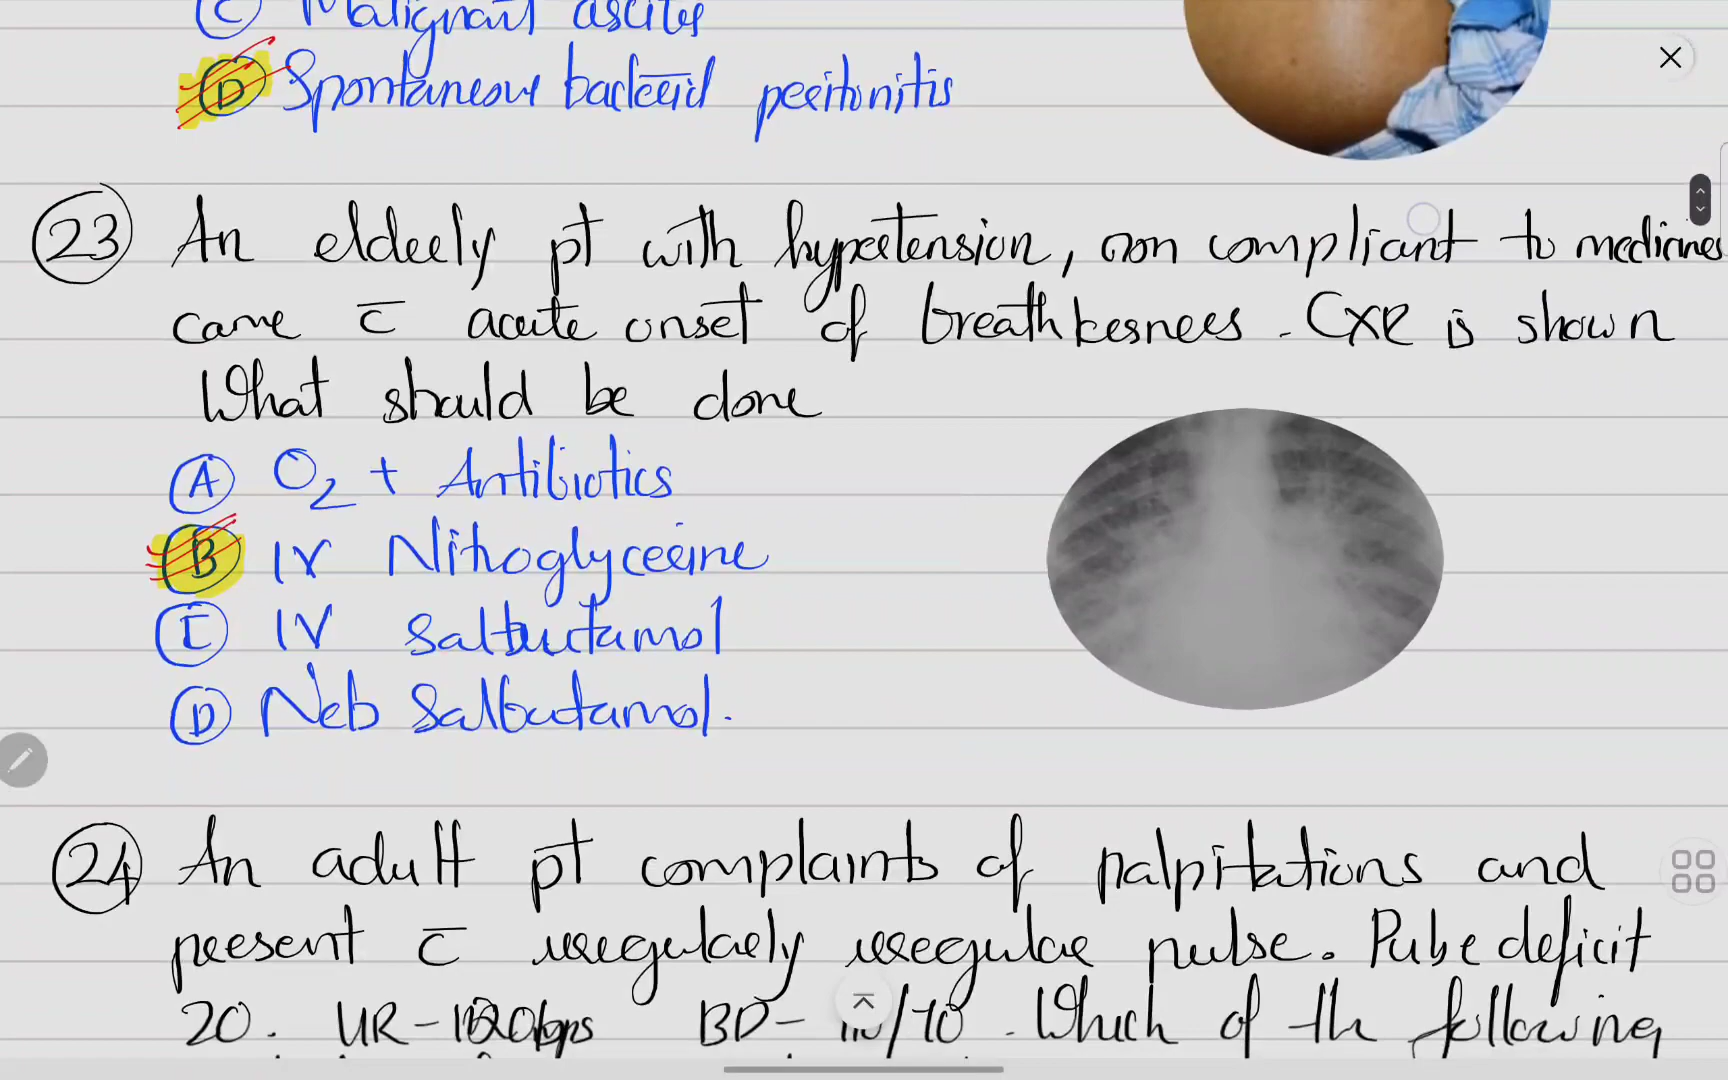 C Malignant ascites
D Spontaneous bacterial peritonitis
23 An elderly pt with hypertension, non compliant to medicines
came c̄ acute onset of breathlessness. CXR is shown
What should be done
A O2 + Antibiotics
B IV Nitroglycerine
C IV Salbutamol
D Neb Salbutamol.
24 An adult pt complaints of palpitations and
present c̄ irregularly irregular pulse. Pulse deficit
20. HR - 120bps BP - 110/70. Which of the following